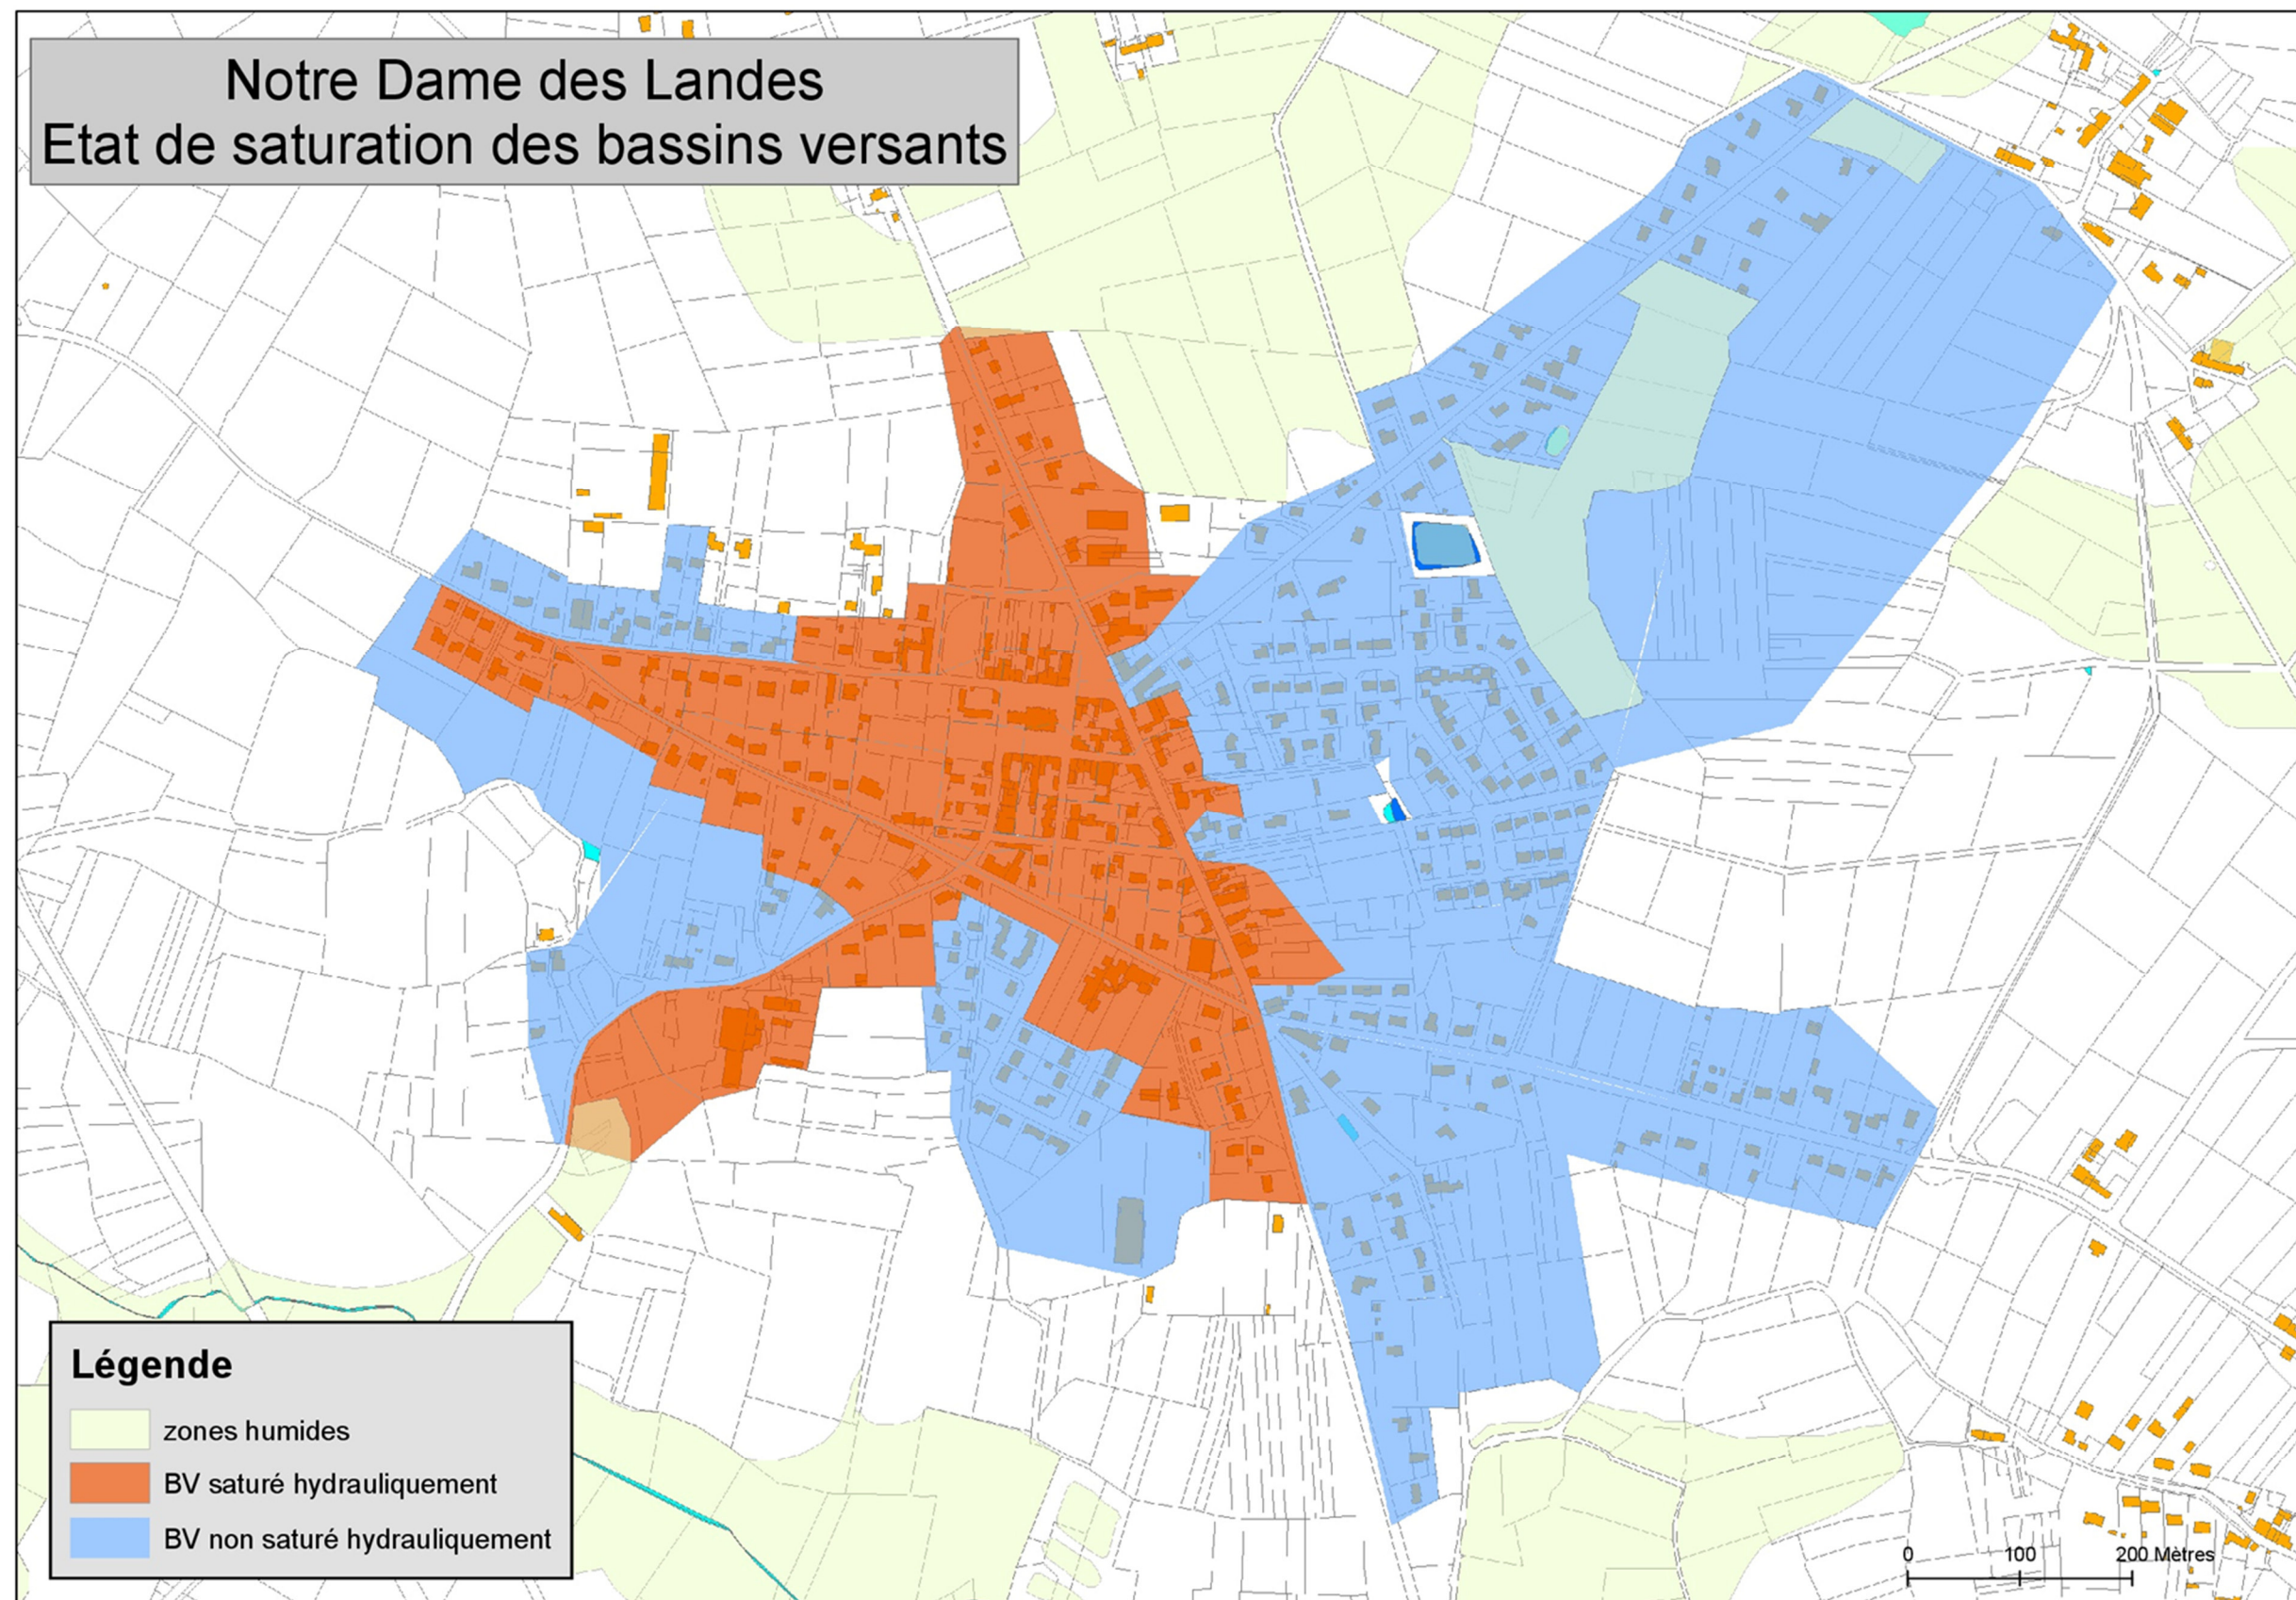 Notre Dame des Landes
Etat de saturation des bassins versants
Légende
zones humides
BV saturé hydrauliquement
BV non saturé hydrauliquement
0 100 200 Mètres